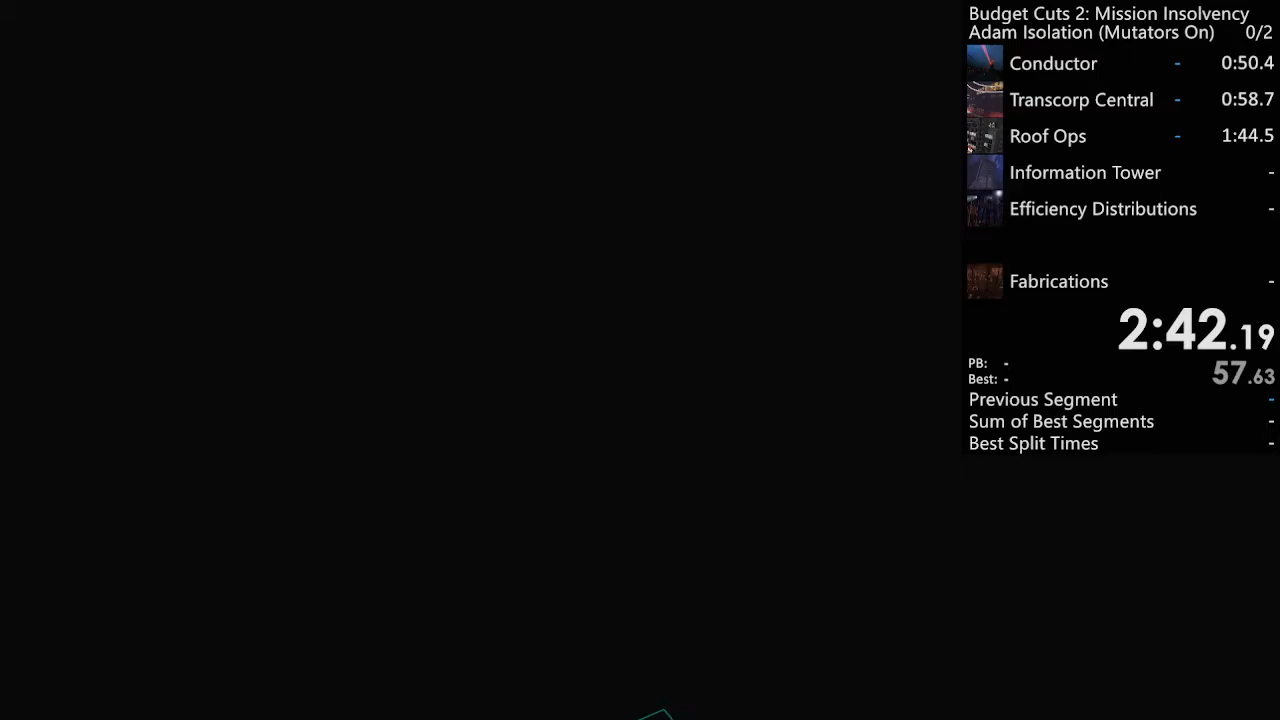 Budget Cuts 2: Mission Insolvency
Adam Isolation (Mutators On) 0/2
Conductor - 0:50.4
Transcorp Central - 0:58.7
Roof Ops - 1:44.5
Information Tower -
Efficiency Distributions -
Fabrications -
2:42.19
PB: - 57.63
Best: -
Previous Segment -
Sum of Best Segments -
Best Split Times -